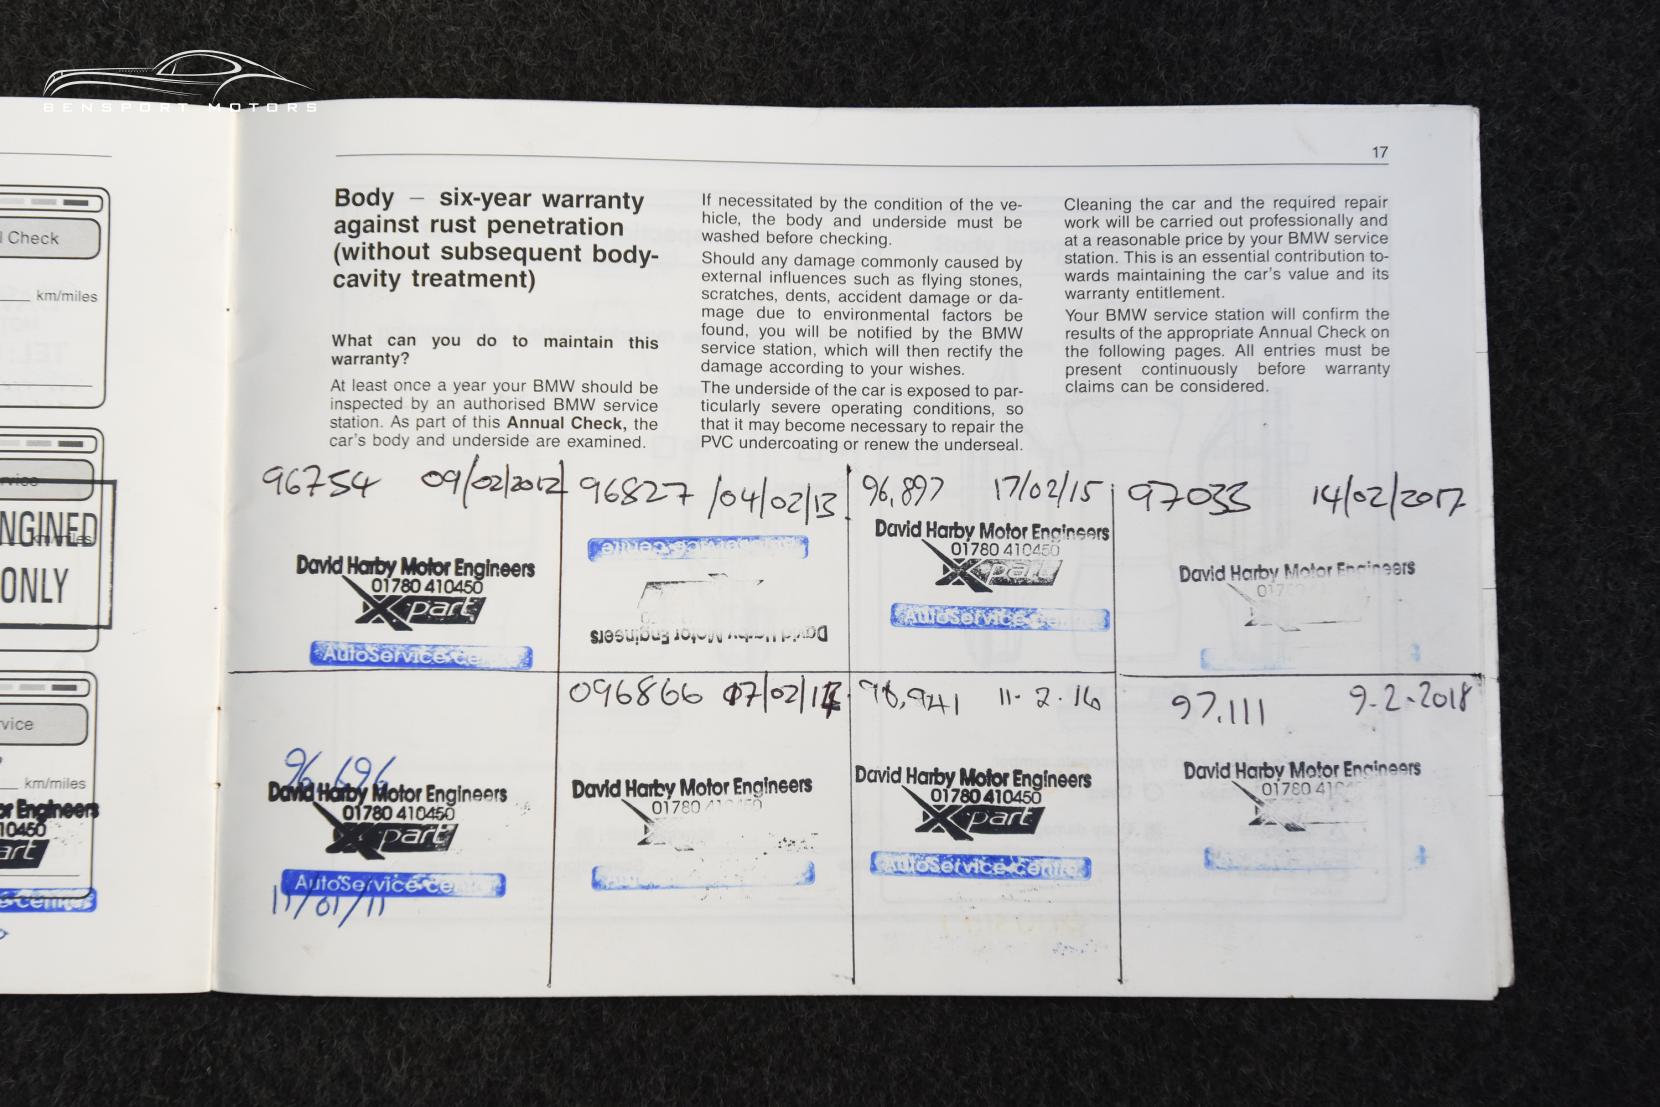 BENSPORT MOTORS
l Check
km/miles
NGINED
km/miles
ONLY
vice
km/miles
or Engineers
10450
art
e-Centre
17
Body – six-year warranty
against rust penetration
(without subsequent body-
cavity treatment)
What can you do to maintain this
warranty?
At least once a year your BMW should be
inspected by an authorised BMW service
station. As part of this Annual Check, the
car's body and underside are examined.
If necessitated by the condition of the ve-
hicle, the body and underside must be
washed before checking.
Should any damage commonly caused by
external influences such as flying stones,
scratches, dents, accident damage or da-
mage due to environmental factors be
found, you will be notified by the BMW
service station, which will then rectify the
damage according to your wishes.
The underside of the car is exposed to par-
ticularly severe operating conditions, so
that it may become necessary to repair the
PVC undercoating or renew the underseal.
Cleaning the car and the required repair
work will be carried out professionally and
at a reasonable price by your BMW service
station. This is an essential contribution to-
wards maintaining the car's value and its
warranty entitlement.
Your BMW service station will confirm the
results of the appropriate Annual Check on
the following pages. All entries must be
present continuously before warranty
claims can be considered.
96754 09/02/2012
David Harby Motor Engineers
01780 410450
Xpart
AutoService Ce
96827 /04/02/13
David Harby Motor Engineers
96,897 17/02/15
David Harby Motor Engineers
01780 410450
Xpart
AutoService Centre
97033 14/02/2017
David Harby Motor Engineers
96 696
David Harby Motor Engineers
01780 410450
Xpart
AutoService Ce
11/01/11
096866 07/02/14
David Harby Motor Engineers
01780
96,941 11-2-16
David Harby Motor Engineers
01780 410450
Xpart
AutoService Centre
97,111 9-2-2018
David Harby Motor Engineers
01780